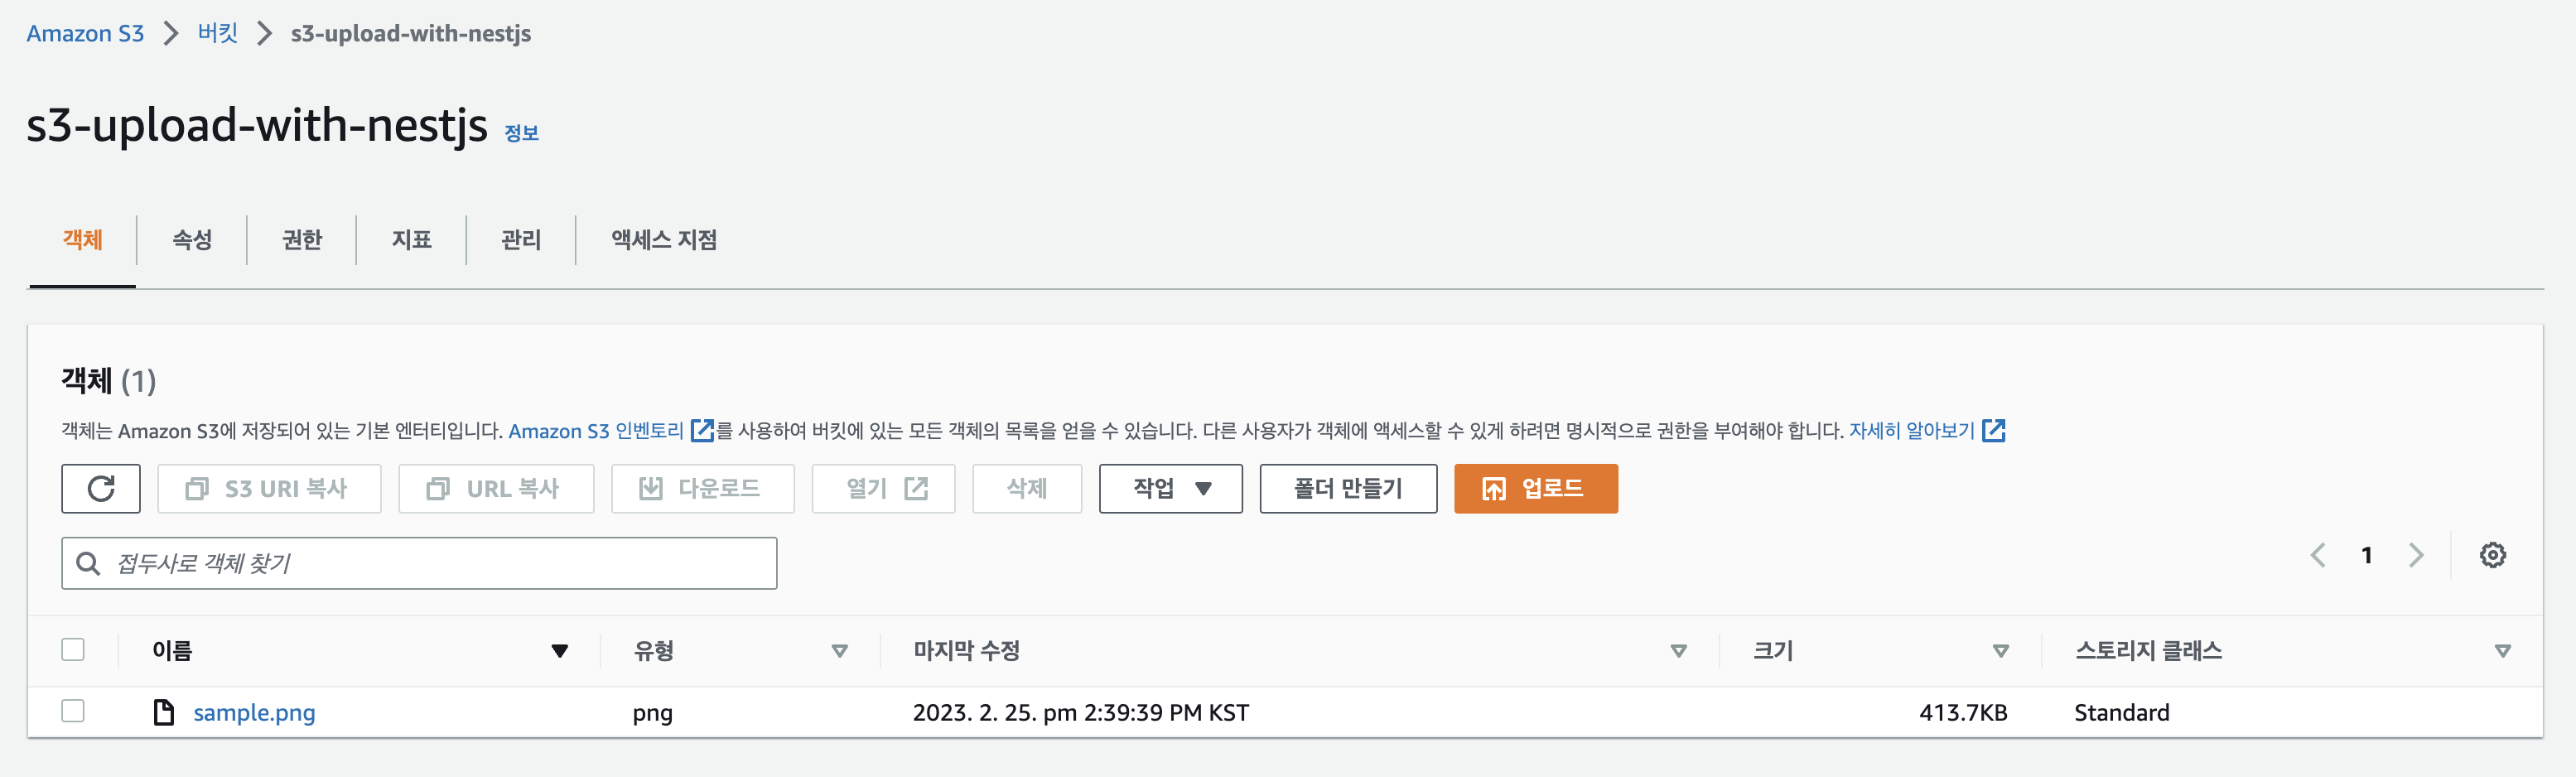 Amazon S3 버킷 s3-upload-with-nestjs
s3-upload-with-nestjs 정보
객체 속성 권한 지표 관리 액세스 지점
객체 (1)
객체는 Amazon S3에 저장되어 있는 기본 엔터티입니다. Amazon S3 인벤토리를 사용하여 버킷에 있는 모든 객체의 목록을 얻을 수 있습니다. 다른 사용자가 객체에 액세스할 수 있게 하려면 명시적으로 권한을 부여해야 합니다. 자세히 알아보기
S3 URI 복사 URL 복사 다운로드 열기 삭제 작업 폴더 만들기 업로드
접두사로 객체 찾기 1
이름 유형 마지막 수정 크기 스토리지 클래스
sample.png png 2023. 2. 25. pm 2:39:39 PM KST 413.7KB Standard